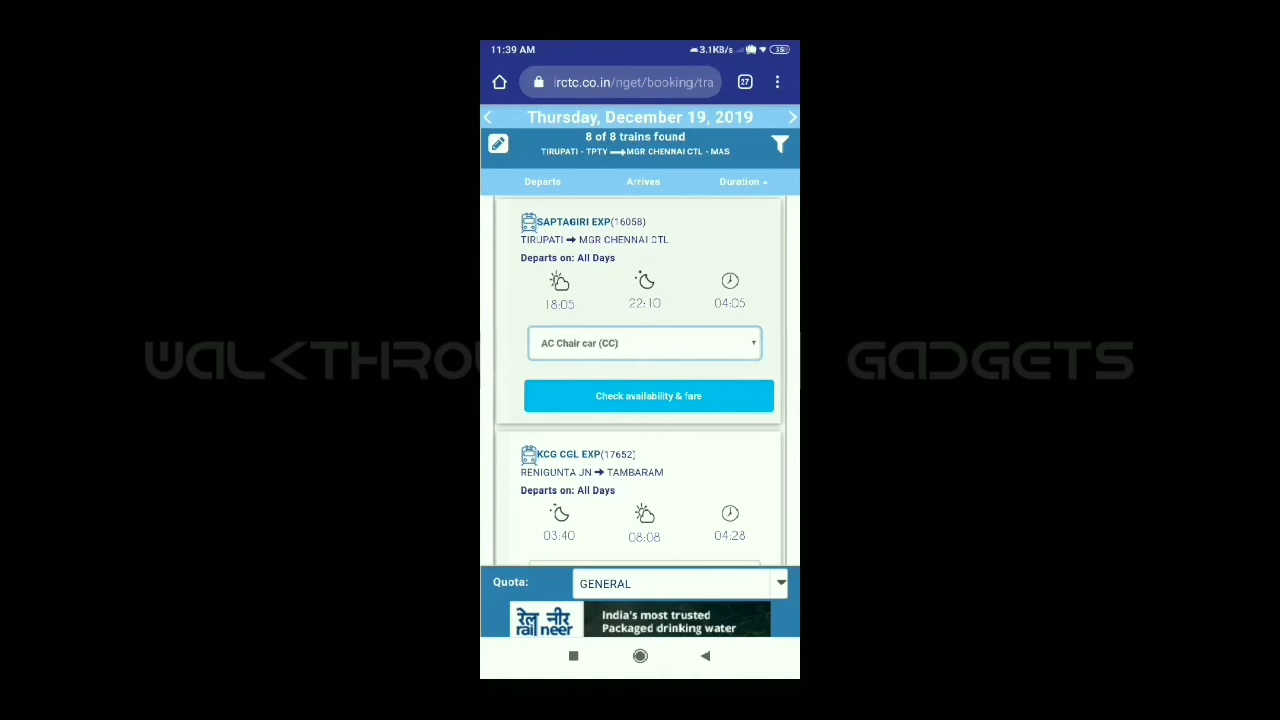 11:39 AM
3.1KB/s
35
irctc.co.in/nget/booking/tra
27
Thursday, December 19, 2019
8 of 8 trains found
TIRUPATI - TPTY ⟶MGR CHENNAI CTL - MAS
Departs Arrives Duration
SAPTAGIRI EXP(16058)
TIRUPATI ➔ MGR CHENNAI CTL
Departs on: All Days
18:05 22:10 04:05
AC Chair car (CC)
Check availability & fare
WALKTHROU GADGETS
KCG CGL EXP(17652)
RENIGUNTA JN ➔ TAMBARAM
Departs on: All Days
03:40 08:08 04:28
Quota: GENERAL
रेल नीर
rail neer
India's most trusted
Packaged drinking water